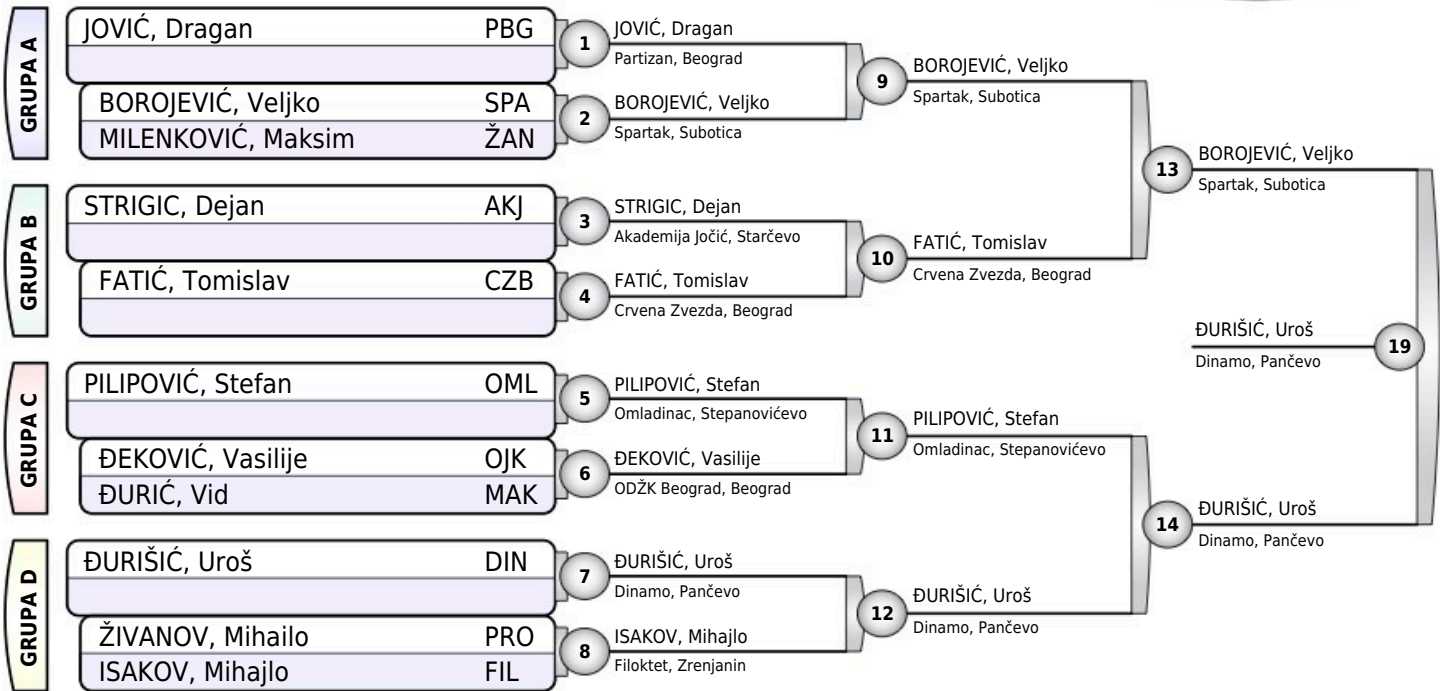 GRUPA A
JOVIĆ, Dragan PBG
BOROJEVIĆ, Veljko SPA
MILENKOVIĆ, Maksim ŽAN
1
JOVIĆ, Dragan
Partizan, Beograd
2
BOROJEVIĆ, Veljko
Spartak, Subotica
9
BOROJEVIĆ, Veljko
Spartak, Subotica
GRUPA B
STRIGIC, Dejan AKJ
FATIĆ, Tomislav CZB
3
STRIGIC, Dejan
Akademija Jočić, Starčevo
4
FATIĆ, Tomislav
Crvena Zvezda, Beograd
10
FATIĆ, Tomislav
Crvena Zvezda, Beograd
13
BOROJEVIĆ, Veljko
Spartak, Subotica
GRUPA C
PILIPOVIĆ, Stefan OML
ĐEKOVIĆ, Vasilije OJK
ĐURIĆ, Vid MAK
5
PILIPOVIĆ, Stefan
Omladinac, Stepanovićevo
6
ĐEKOVIĆ, Vasilije
ODŽK Beograd, Beograd
11
PILIPOVIĆ, Stefan
Omladinac, Stepanovićevo
GRUPA D
ĐURIŠIĆ, Uroš DIN
ŽIVANOV, Mihailo PRO
ISAKOV, Mihajlo FIL
7
ĐURIŠIĆ, Uroš
Dinamo, Pančevo
8
ISAKOV, Mihajlo
Filoktet, Zrenjanin
12
ĐURIŠIĆ, Uroš
Dinamo, Pančevo
14
ĐURIŠIĆ, Uroš
Dinamo, Pančevo
ĐURIŠIĆ, Uroš
Dinamo, Pančevo
19